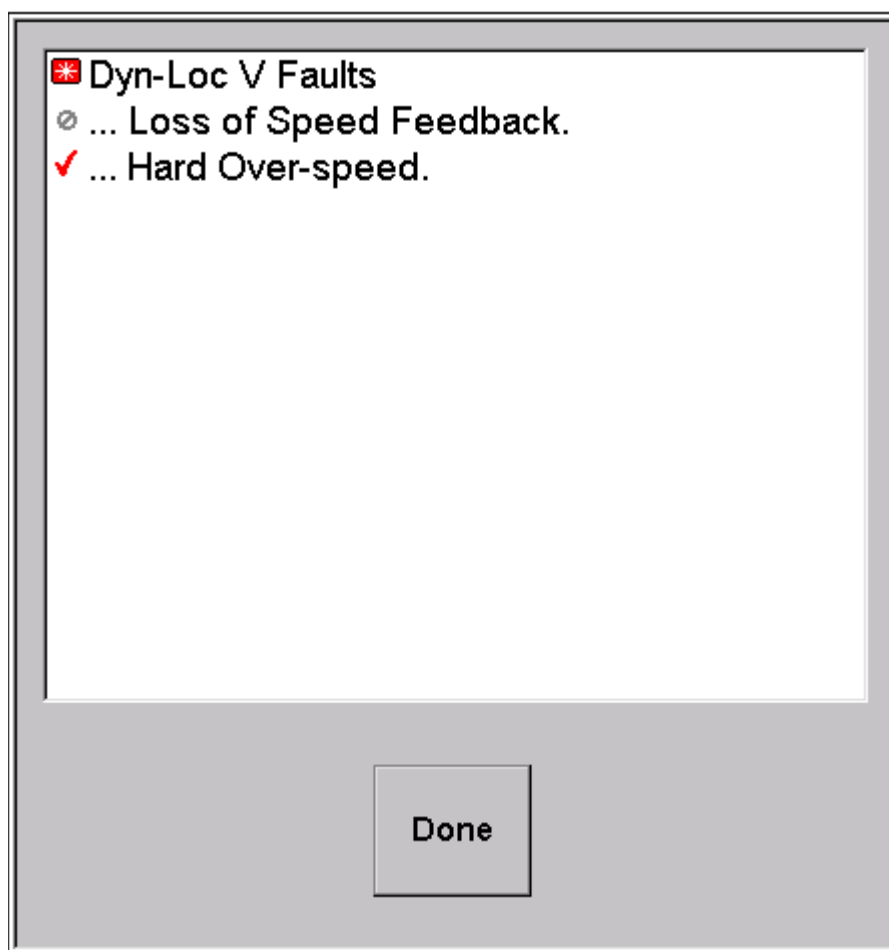 Dyn-Loc V Faults
... Loss of Speed Feedback.
... Hard Over-speed.
Done